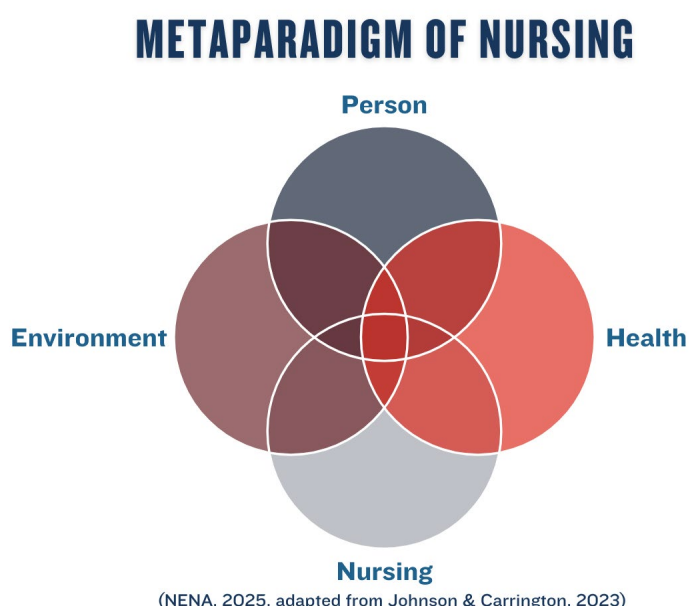 METAPARADIGM OF NURSING
Person
Environment
Health
Nursing
(NENA, 2025, adapted from Johnson & Carrington, 2023)